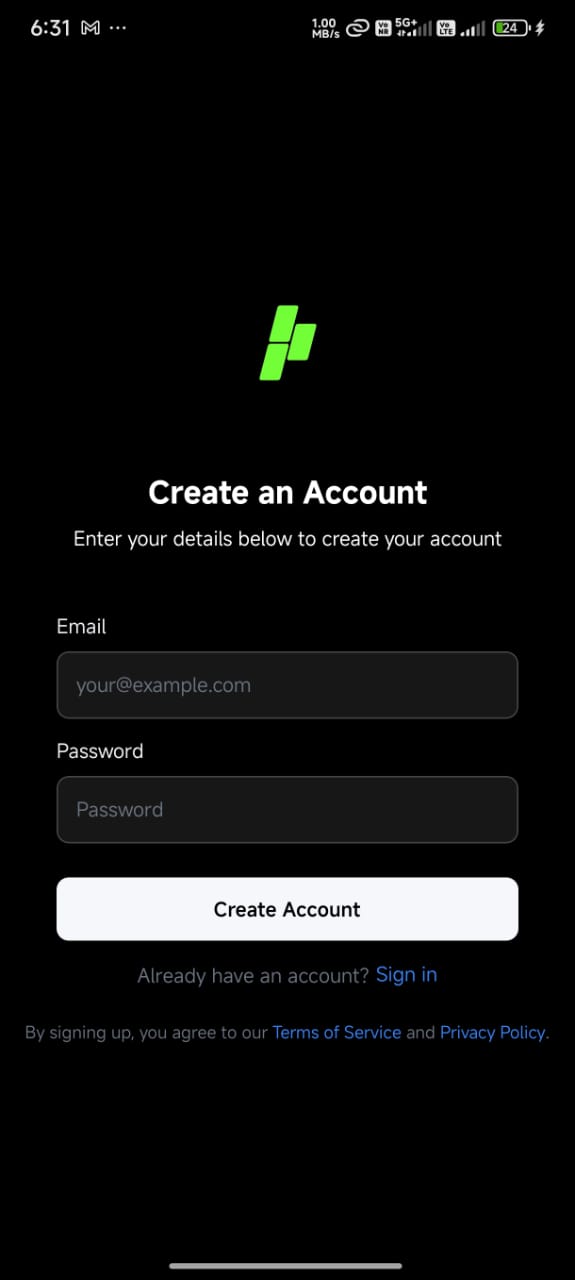 6:31 ···
1.00 MB/s Vo NR 5G+ Vo LTE 24
Create an Account
Enter your details below to create your account
Email
your@example.com
Password
Password
Create Account
Already have an account? Sign in
By signing up, you agree to our Terms of Service and Privacy Policy.